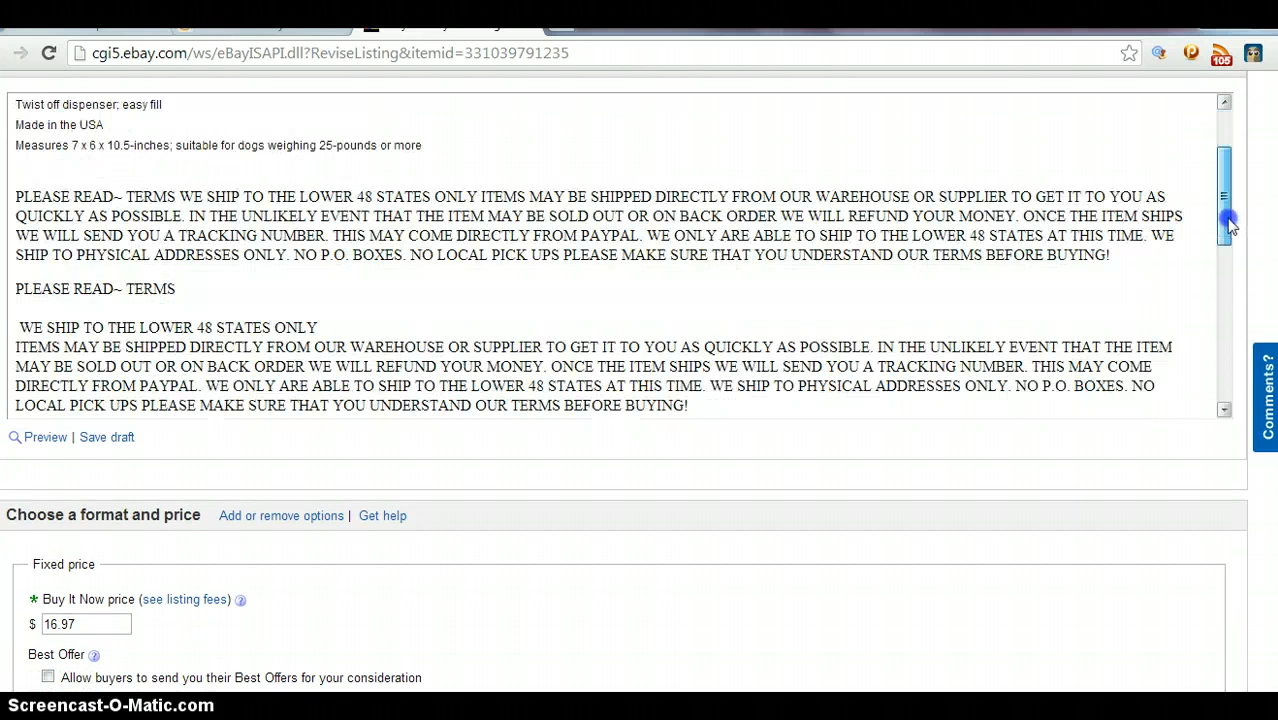 cgi5.ebay.com/ws/eBayISAPI.dll?ReviseListing&itemid=331039791235
105
Twist off dispenser; easy fill
Made in the USA
Measures 7 x 6 x 10.5-inches; suitable for dogs weighing 25-pounds or more
PLEASE READ~ TERMS WE SHIP TO THE LOWER 48 STATES ONLY ITEMS MAY BE SHIPPED DIRECTLY FROM OUR WAREHOUSE OR SUPPLIER TO GET IT TO YOU AS
QUICKLY AS POSSIBLE. IN THE UNLIKELY EVENT THAT THE ITEM MAY BE SOLD OUT OR ON BACK ORDER WE WILL REFUND YOUR MONEY. ONCE THE ITEM SHIPS
WE WILL SEND YOU A TRACKING NUMBER. THIS MAY COME DIRECTLY FROM PAYPAL. WE ONLY ARE ABLE TO SHIP TO THE LOWER 48 STATES AT THIS TIME. WE
SHIP TO PHYSICAL ADDRESSES ONLY. NO P.O. BOXES. NO LOCAL PICK UPS PLEASE MAKE SURE THAT YOU UNDERSTAND OUR TERMS BEFORE BUYING!
PLEASE READ~ TERMS
WE SHIP TO THE LOWER 48 STATES ONLY
ITEMS MAY BE SHIPPED DIRECTLY FROM OUR WAREHOUSE OR SUPPLIER TO GET IT TO YOU AS QUICKLY AS POSSIBLE. IN THE UNLIKELY EVENT THAT THE ITEM
MAY BE SOLD OUT OR ON BACK ORDER WE WILL REFUND YOUR MONEY. ONCE THE ITEM SHIPS WE WILL SEND YOU A TRACKING NUMBER. THIS MAY COME
DIRECTLY FROM PAYPAL. WE ONLY ARE ABLE TO SHIP TO THE LOWER 48 STATES AT THIS TIME. WE SHIP TO PHYSICAL ADDRESSES ONLY. NO P.O. BOXES. NO
LOCAL PICK UPS PLEASE MAKE SURE THAT YOU UNDERSTAND OUR TERMS BEFORE BUYING!
Comments?
Preview | Save draft
Choose a format and price Add or remove options | Get help
Fixed price
* Buy It Now price (see listing fees) ?
$ 16.97
Best Offer ?
Allow buyers to send you their Best Offers for your consideration
Screencast-O-Matic.com